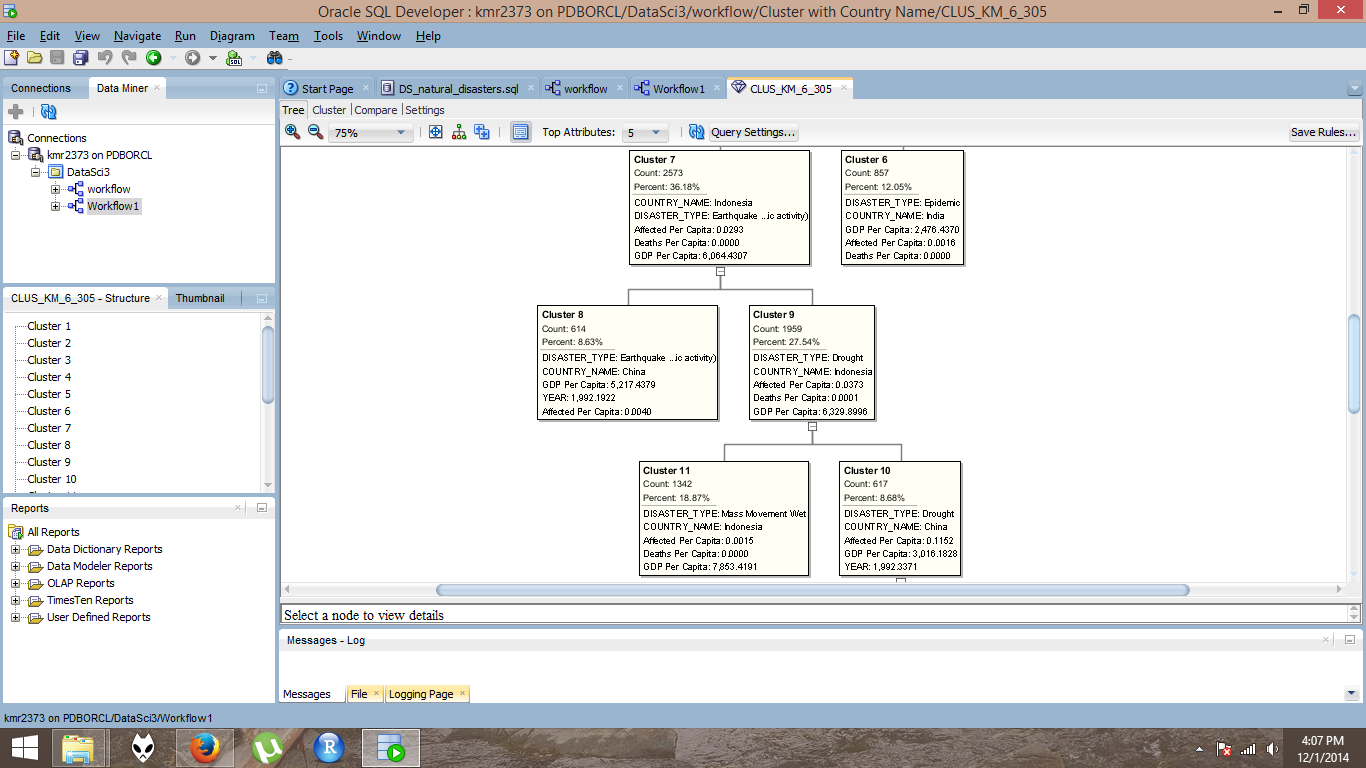 Oracle SQL Developer : kmr2373 on PDBORCL/DataSci3/workflow/Cluster with Country Name/CLUS_KM_6_305
File Edit View Navigate Run Diagram Team Tools Window Help
SQL
Connections
Data Miner
Connections
kmr2373 on PDBORCL
DataSci3
workflow
Workflow1
CLUS_KM_6_305 - Structure
Thumbnail
Cluster 1
Cluster 2
Cluster 3
Cluster 4
Cluster 5
Cluster 6
Cluster 7
Cluster 8
Cluster 9
Cluster 10
Reports
All Reports
Data Dictionary Reports
Data Modeler Reports
OLAP Reports
TimesTen Reports
User Defined Reports
Start Page DS_natural_disasters.sql workflow Workflow1 CLUS_KM_6_305
Tree Cluster Compare Settings
75% Top Attributes: 5 Query Settings... Save Rules...
Cluster 7
Count: 2573
Percent: 36.18%
COUNTRY_NAME: Indonesia
DISASTER_TYPE: Earthquake ...ic activity)
Affected Per Capita: 0.0293
Deaths Per Capita: 0.0000
GDP Per Capita: 6,064.4307
Cluster 6
Count: 857
Percent: 12.05%
DISASTER_TYPE: Epidemic
COUNTRY_NAME: India
GDP Per Capita: 2,476.4370
Affected Per Capita: 0.0016
Deaths Per Capita: 0.0000
Cluster 8
Count: 614
Percent: 8.63%
DISASTER_TYPE: Earthquake ...ic activity)
COUNTRY_NAME: China
GDP Per Capita: 5,217.4379
YEAR: 1,992.1922
Affected Per Capita: 0.0040
Cluster 9
Count: 1959
Percent: 27.54%
DISASTER_TYPE: Drought
COUNTRY_NAME: Indonesia
Affected Per Capita: 0.0373
Deaths Per Capita: 0.0001
GDP Per Capita: 6,329.8996
Cluster 11
Count: 1342
Percent: 18.87%
DISASTER_TYPE: Mass Movement Wet
COUNTRY_NAME: Indonesia
Affected Per Capita: 0.0015
Deaths Per Capita: 0.0000
GDP Per Capita: 7,853.4191
Cluster 10
Count: 617
Percent: 8.68%
DISASTER_TYPE: Drought
COUNTRY_NAME: China
Affected Per Capita: 0.1152
GDP Per Capita: 3,016.1828
YEAR: 1,992.3371
Select a node to view details
Messages - Log
Messages File Logging Page
kmr2373 on PDBORCL/DataSci3/Workflow1
R
4:07 PM
12/1/2014